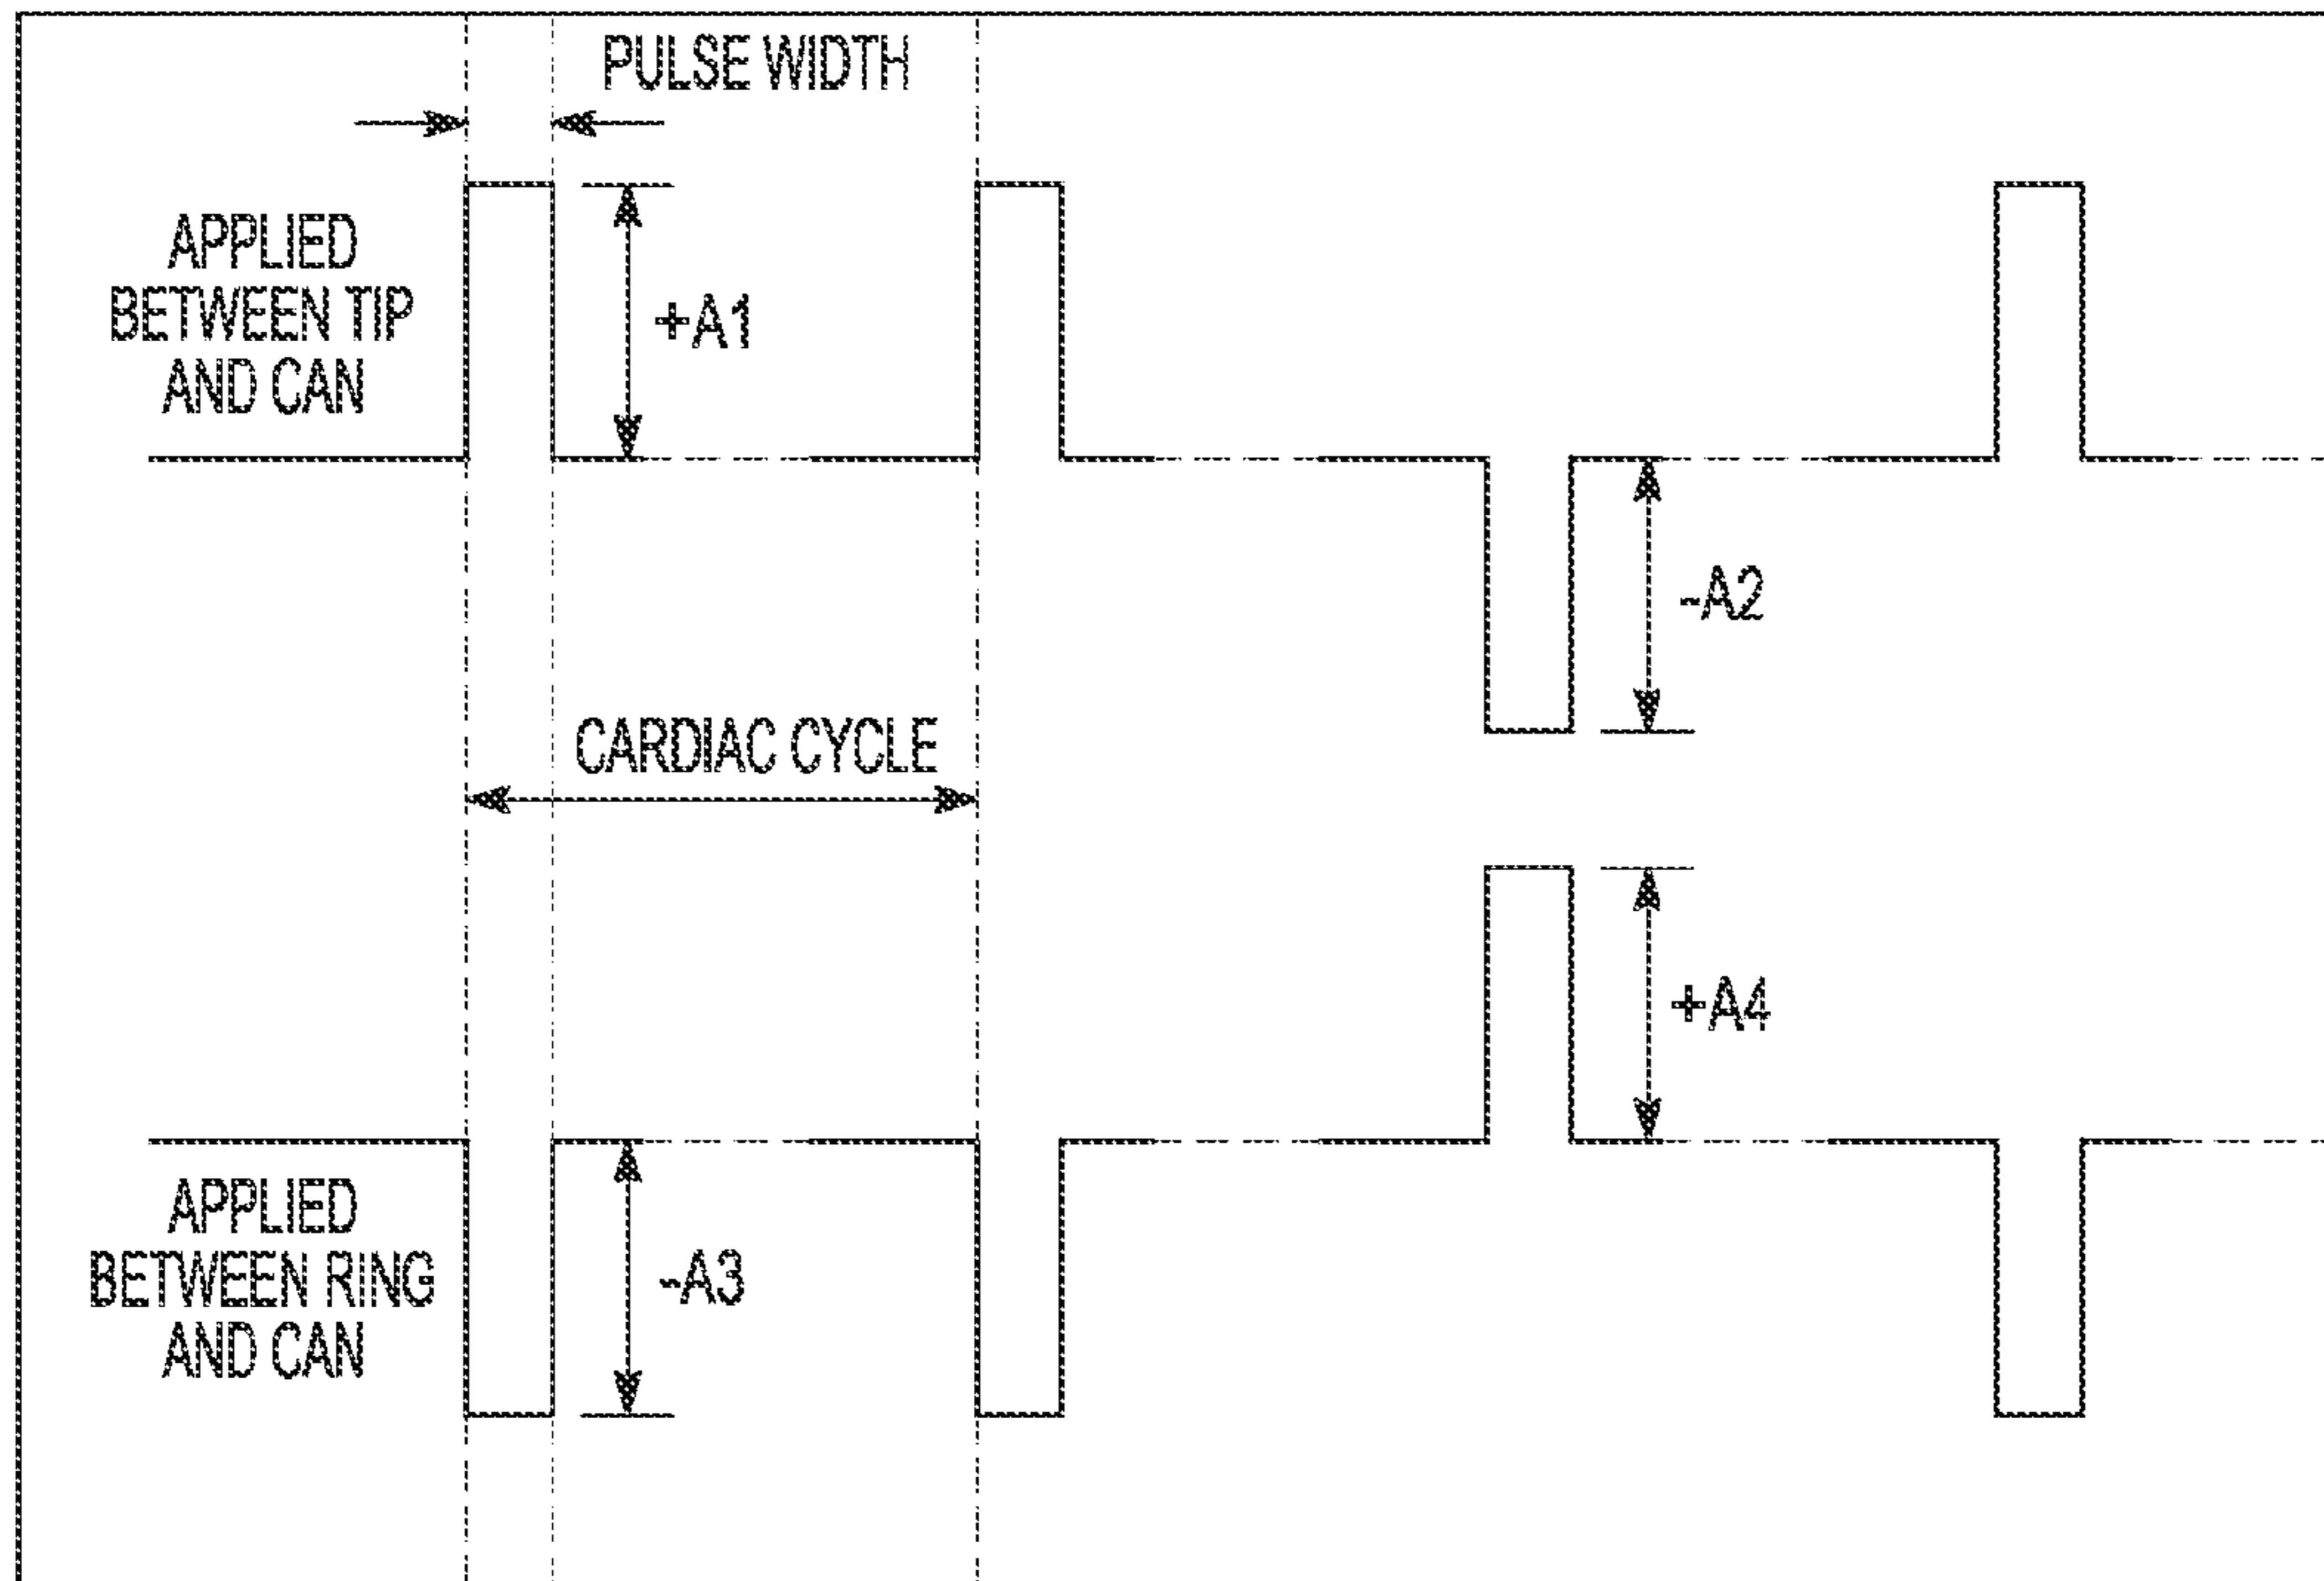 PULSE WIDTH
APPLIED
BETWEEN TIP
AND CAN
+A1
-A2
CARDIAC CYCLE
+A4
APPLIED
BETWEEN RING
AND CAN
-A3